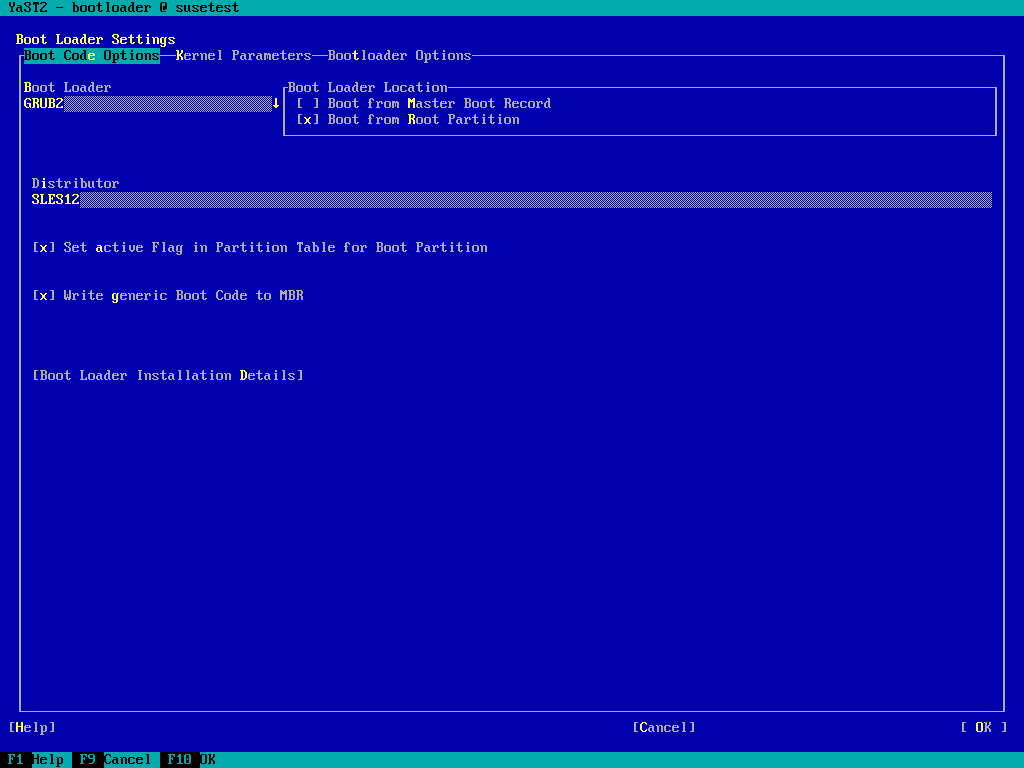 YaST2 - bootloader @ susetest
Boot Loader Settings
Boot Code Options Kernel Parameters Bootloader Options
Boot Loader
GRUB2 ↓
Boot Loader Location
[ ] Boot from Master Boot Record
[x] Boot from Root Partition
Distributor
SLES12
[x] Set active Flag in Partition Table for Boot Partition
[x] Write generic Boot Code to MBR
[Boot Loader Installation Details]
[Help] [Cancel] [ OK ]
F1 Help F9 Cancel F10 OK